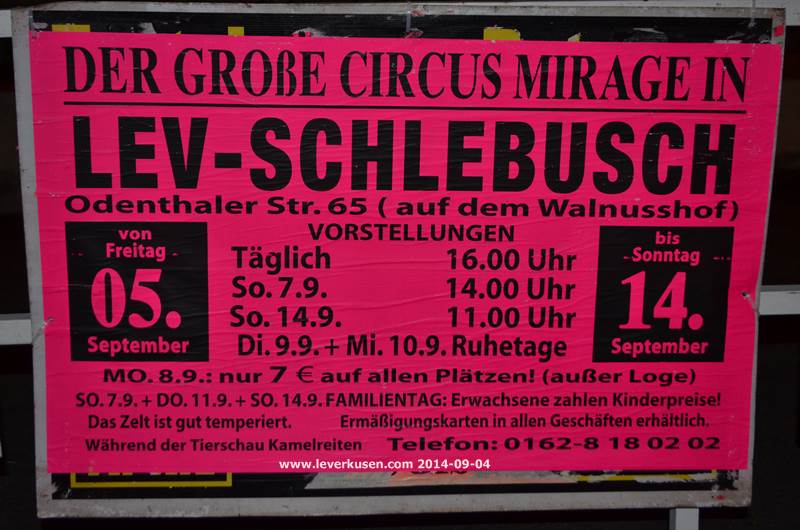 DER GROßE CIRCUS MIRAGE IN
LEV-SCHLEBUSCH
Odenthaler Str. 65 ( auf dem Walnusshof)
von
Freitag
05.
September
VORSTELLUNGEN
Täglich 16.00 Uhr
So. 7.9. 14.00 Uhr
So. 14.9. 11.00 Uhr
Di. 9.9. + Mi. 10.9. Ruhetage
bis
Sonntag
14.
September
MO. 8.9.: nur 7 € auf allen Plätzen! (außer Loge)
SO. 7.9. + DO. 11.9. + SO. 14.9. FAMILIENTAG: Erwachsene zahlen Kinderpreise!
Das Zelt ist gut temperiert. Ermäßigungskarten in allen Geschäften erhältlich.
Während der Tierschau Kamelreiten Telefon: 0162-8 18 02 02
www.leverkusen.com 2014-09-04